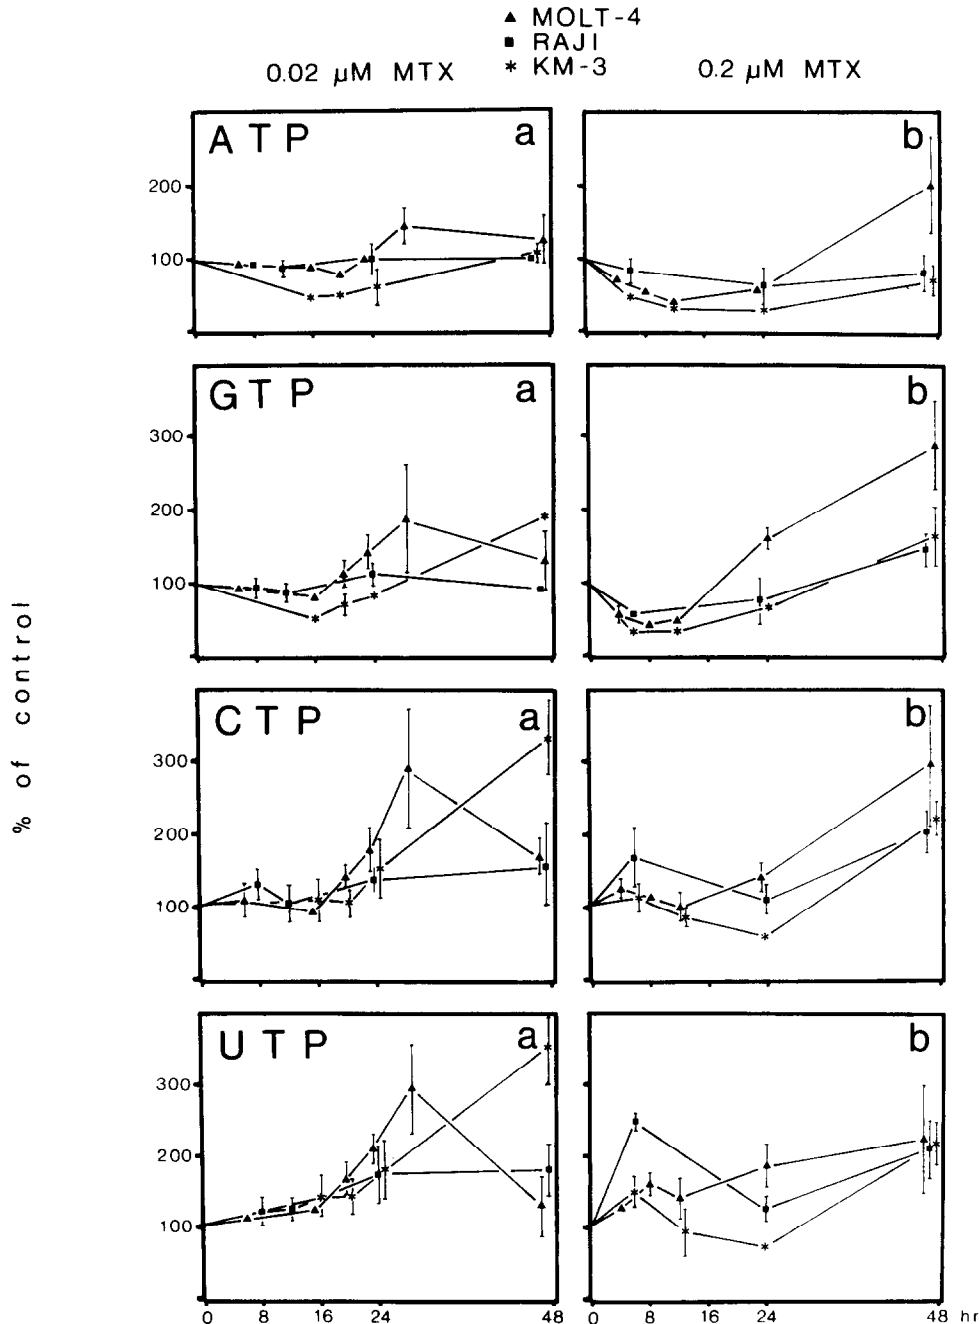 ▲ MOLT-4
■ RAJI
* KM-3
0.02 µM MTX
0.2 µM MTX
ATP
a
b
200
100
GTP
a
b
300
200
100
% of control
CTP
a
b
300
200
100
UTP
a
b
300
200
100
0 8 16 24 48
0 8 16 24 48 hr